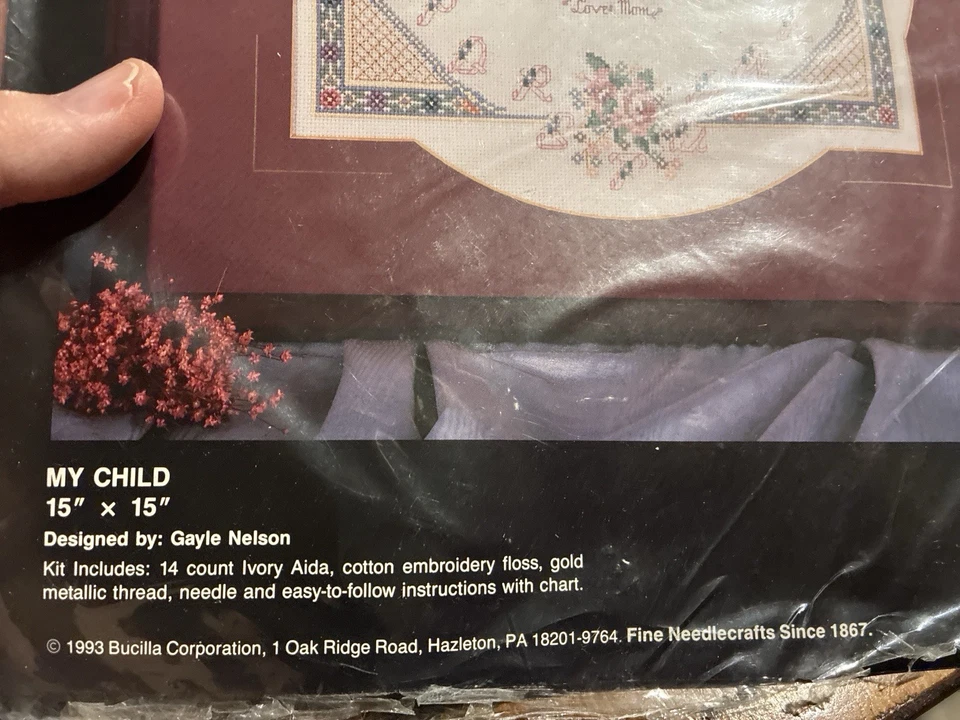 Love Mom
MY CHILD
15" × 15"
Designed by: Gayle Nelson
Kit Includes: 14 count Ivory Aida, cotton embroidery floss, gold
metallic thread, needle and easy-to-follow instructions with chart.
© 1993 Bucilla Corporation, 1 Oak Ridge Road, Hazleton, PA 18201-9764. Fine Needlecrafts Since 1867.